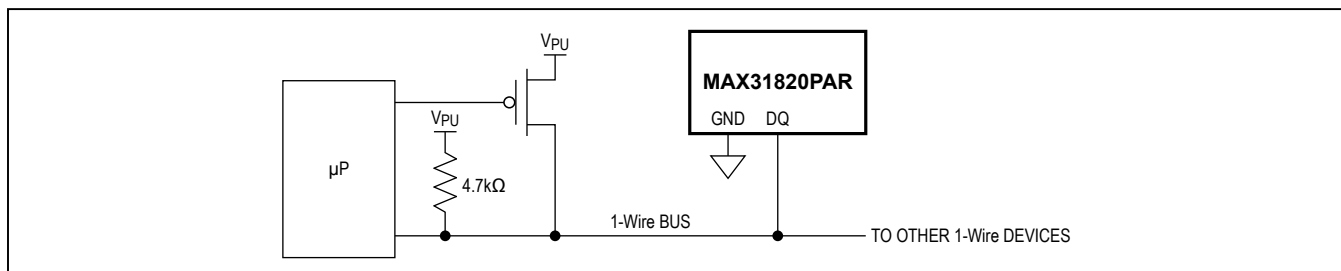 VPU
MAX31820PAR
GND DQ
VPU
µP
4.7kΩ
1-Wire BUS
TO OTHER 1-Wire DEVICES